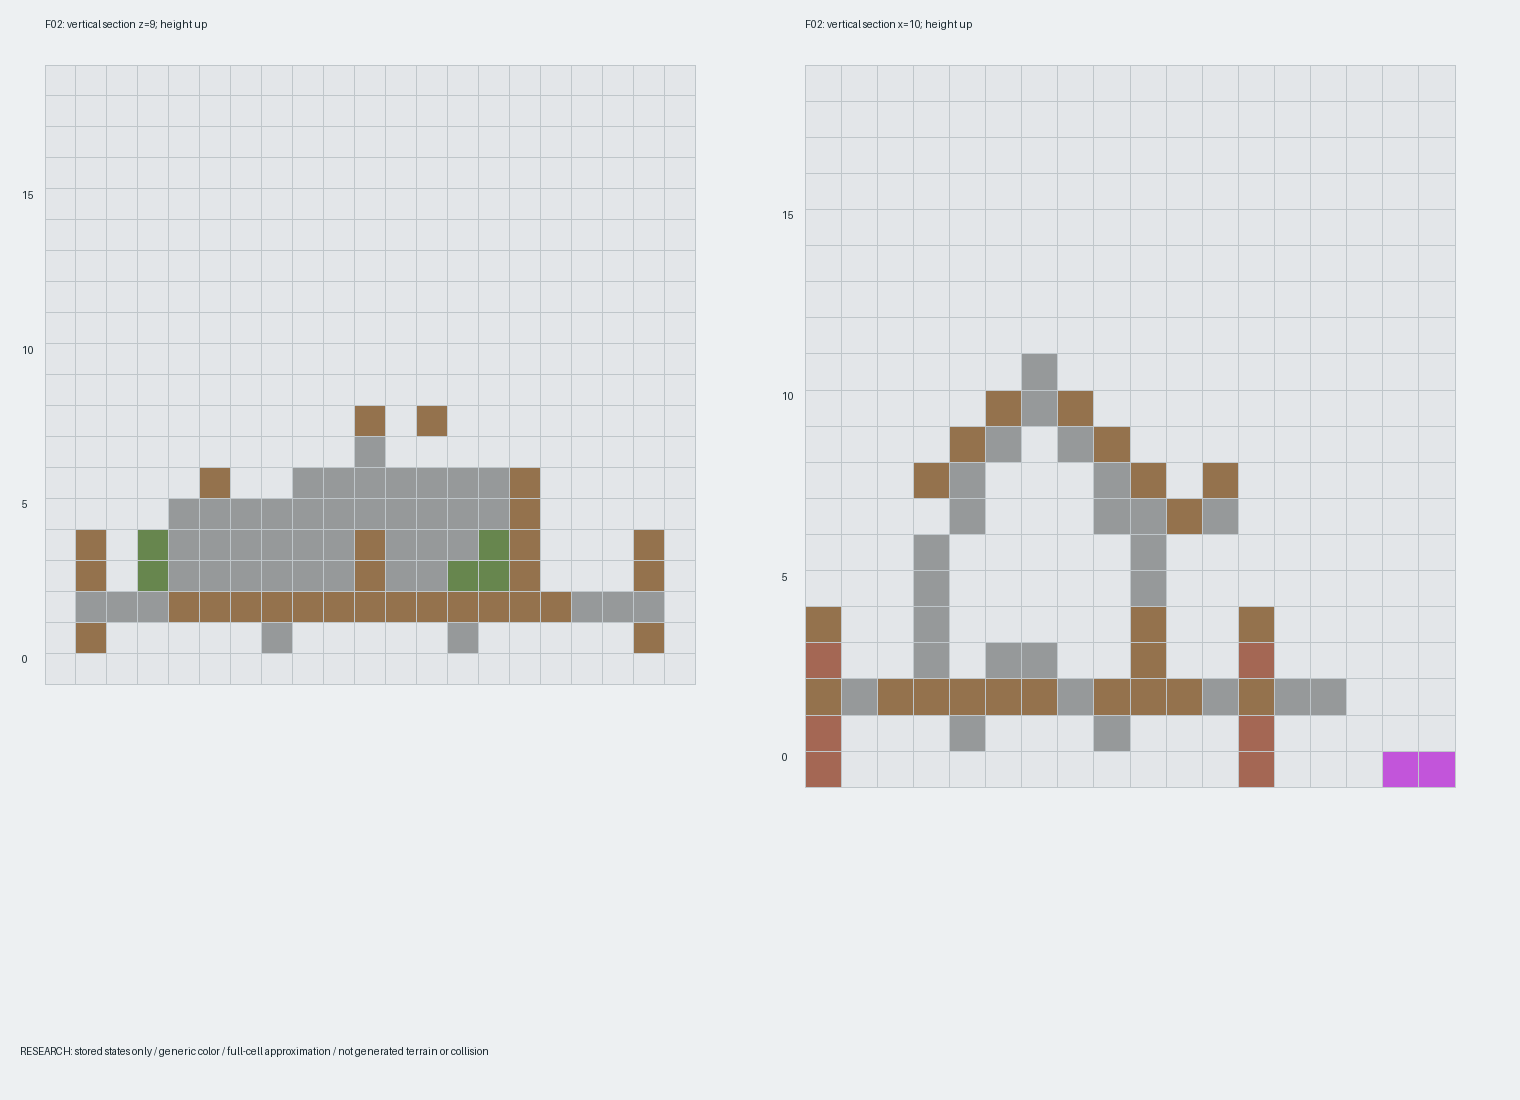 F02: vertical section z=9; height up
F02: vertical section x=10; height up
15
10
5
0
15
10
5
0
RESEARCH: stored states only / generic color / full-cell approximation / not generated terrain or collision